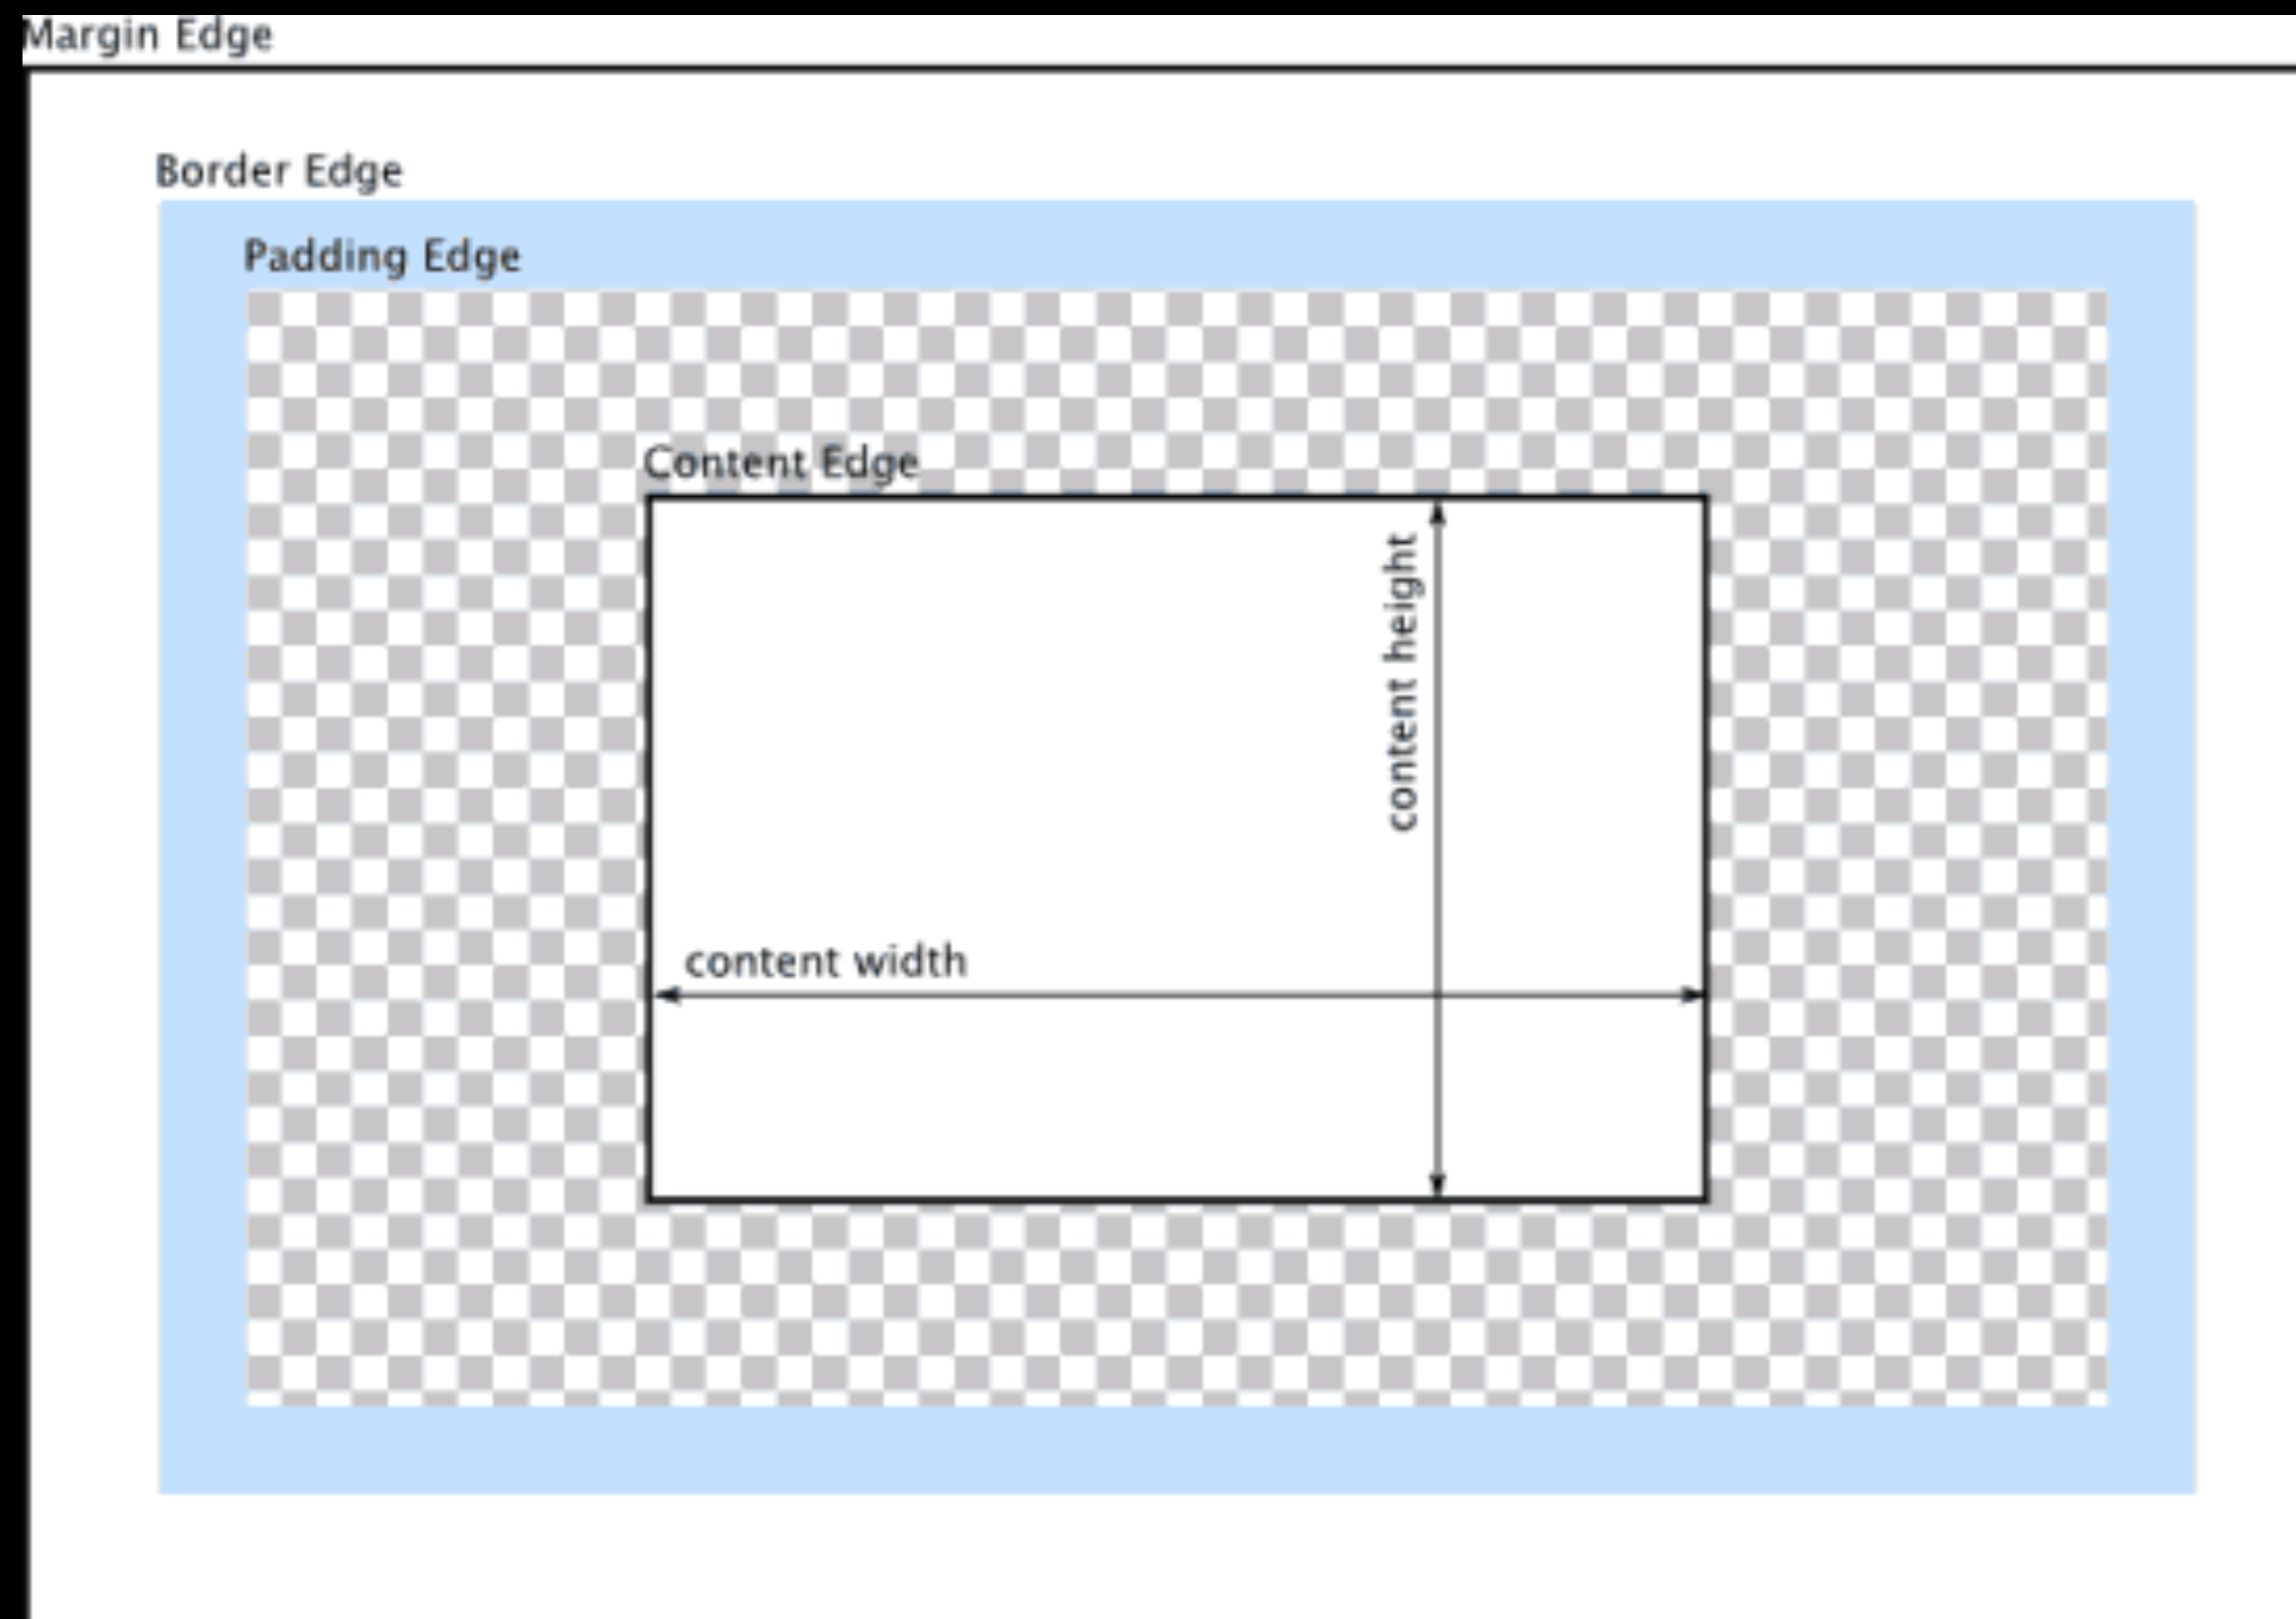 Margin Edge
Border Edge
Padding Edge
Content Edge
content height
content width